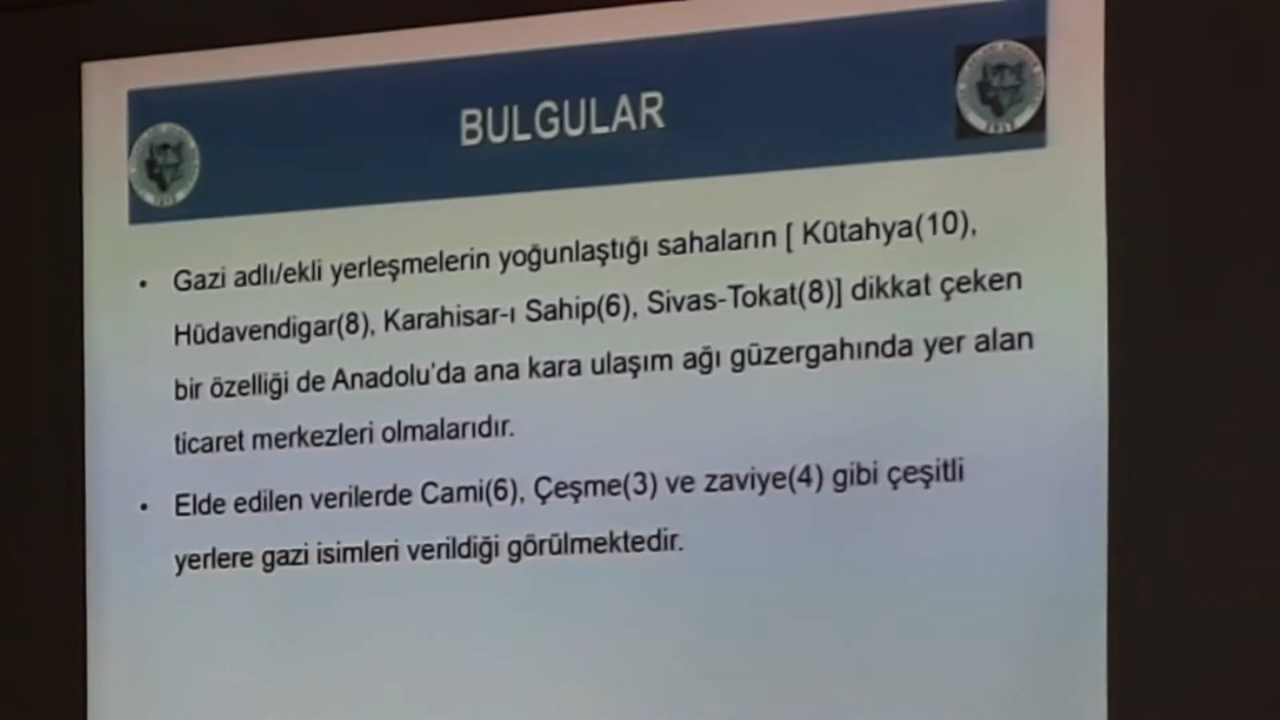 BULGULAR
• Gazi adlı/ekli yerleşmelerin yoğunlaştığı sahaların [ Kütahya(10),
Hüdavendigar(8), Karahisar-ı Sahip(6), Sivas-Tokat(8)] dikkat çeken
bir özelliği de Anadolu'da ana kara ulaşım ağı güzergahında yer alan
ticaret merkezleri olmalarıdır.
• Elde edilen verilerde Cami(6), Çeşme(3) ve zaviye(4) gibi çeşitli
yerlere gazi isimleri verildiği görülmektedir.